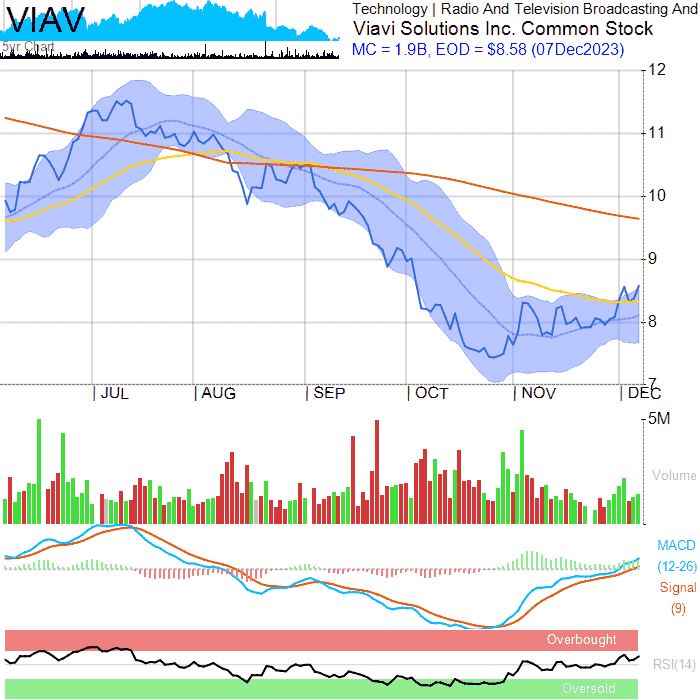 VIAV
5yr Chart
Technology | Radio And Television Broadcasting And
Viavi Solutions Inc. Common Stock
MC = 1.9B, EOD = $8.58 (07Dec2023)
12
11
10
9
8
7
JUL AUG SEP OCT NOV DEC
5M
Volume
MACD
(12-26)
Signal
(9)
Overbought
RSI(14)
Oversold